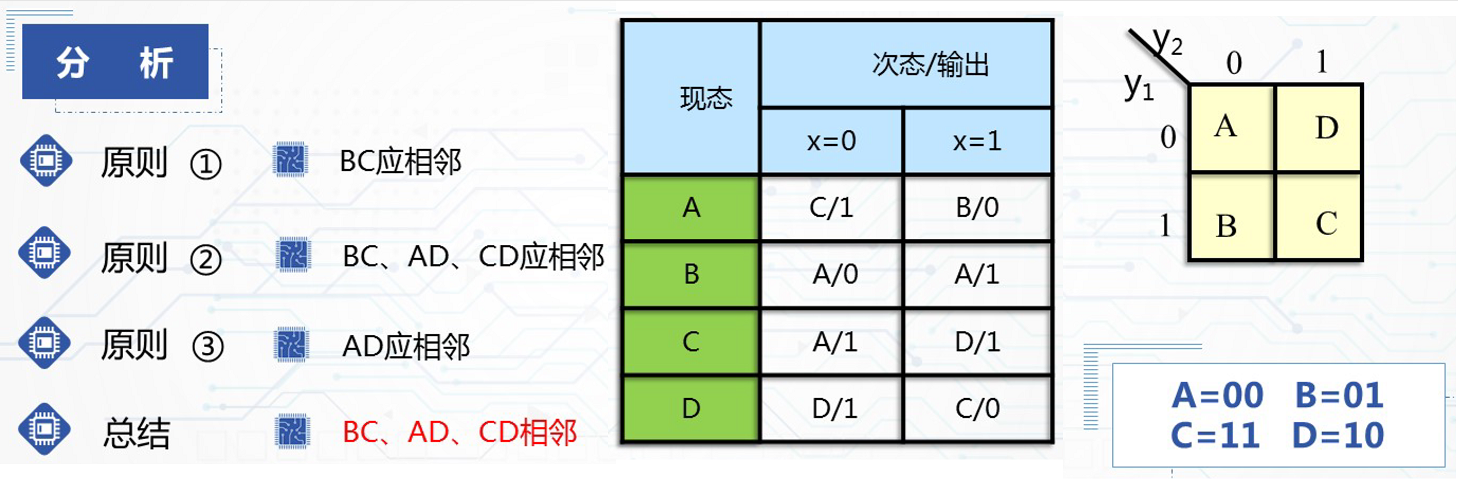 分 析
原则 ① BC应相邻
原则 ② BC、AD、CD应相邻
原则 ③ AD应相邻
总结 BC、AD、CD相邻
现态 次态/输出
x=0 x=1
A C/1 B/0
B A/0 A/1
C A/1 D/1
D D/1 C/0
y2
y1
0 1
0 A D
1 B C
A=00 B=01
C=11 D=10